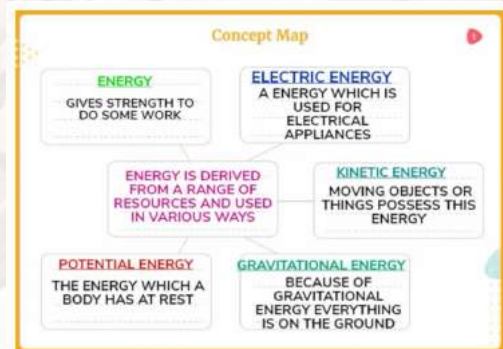 Concept Map
ENERGY
GIVES STRENGTH TO
DO SOME WORK
ELECTRIC ENERGY
A ENERGY WHICH IS
USED FOR
ELECTRICAL
APPLIANCES
ENERGY IS DERIVED
FROM A RANGE OF
RESOURCES AND USED
IN VARIOUS WAYS
KINETIC ENERGY
MOVING OBJECTS OR
THINGS POSSESS THIS
ENERGY
POTENTIAL ENERGY
THE ENERGY WHICH A
BODY HAS AT REST
GRAVITATIONAL ENERGY
BECAUSE OF
GRAVITATIONAL
ENERGY EVERYTHING
IS ON THE GROUND